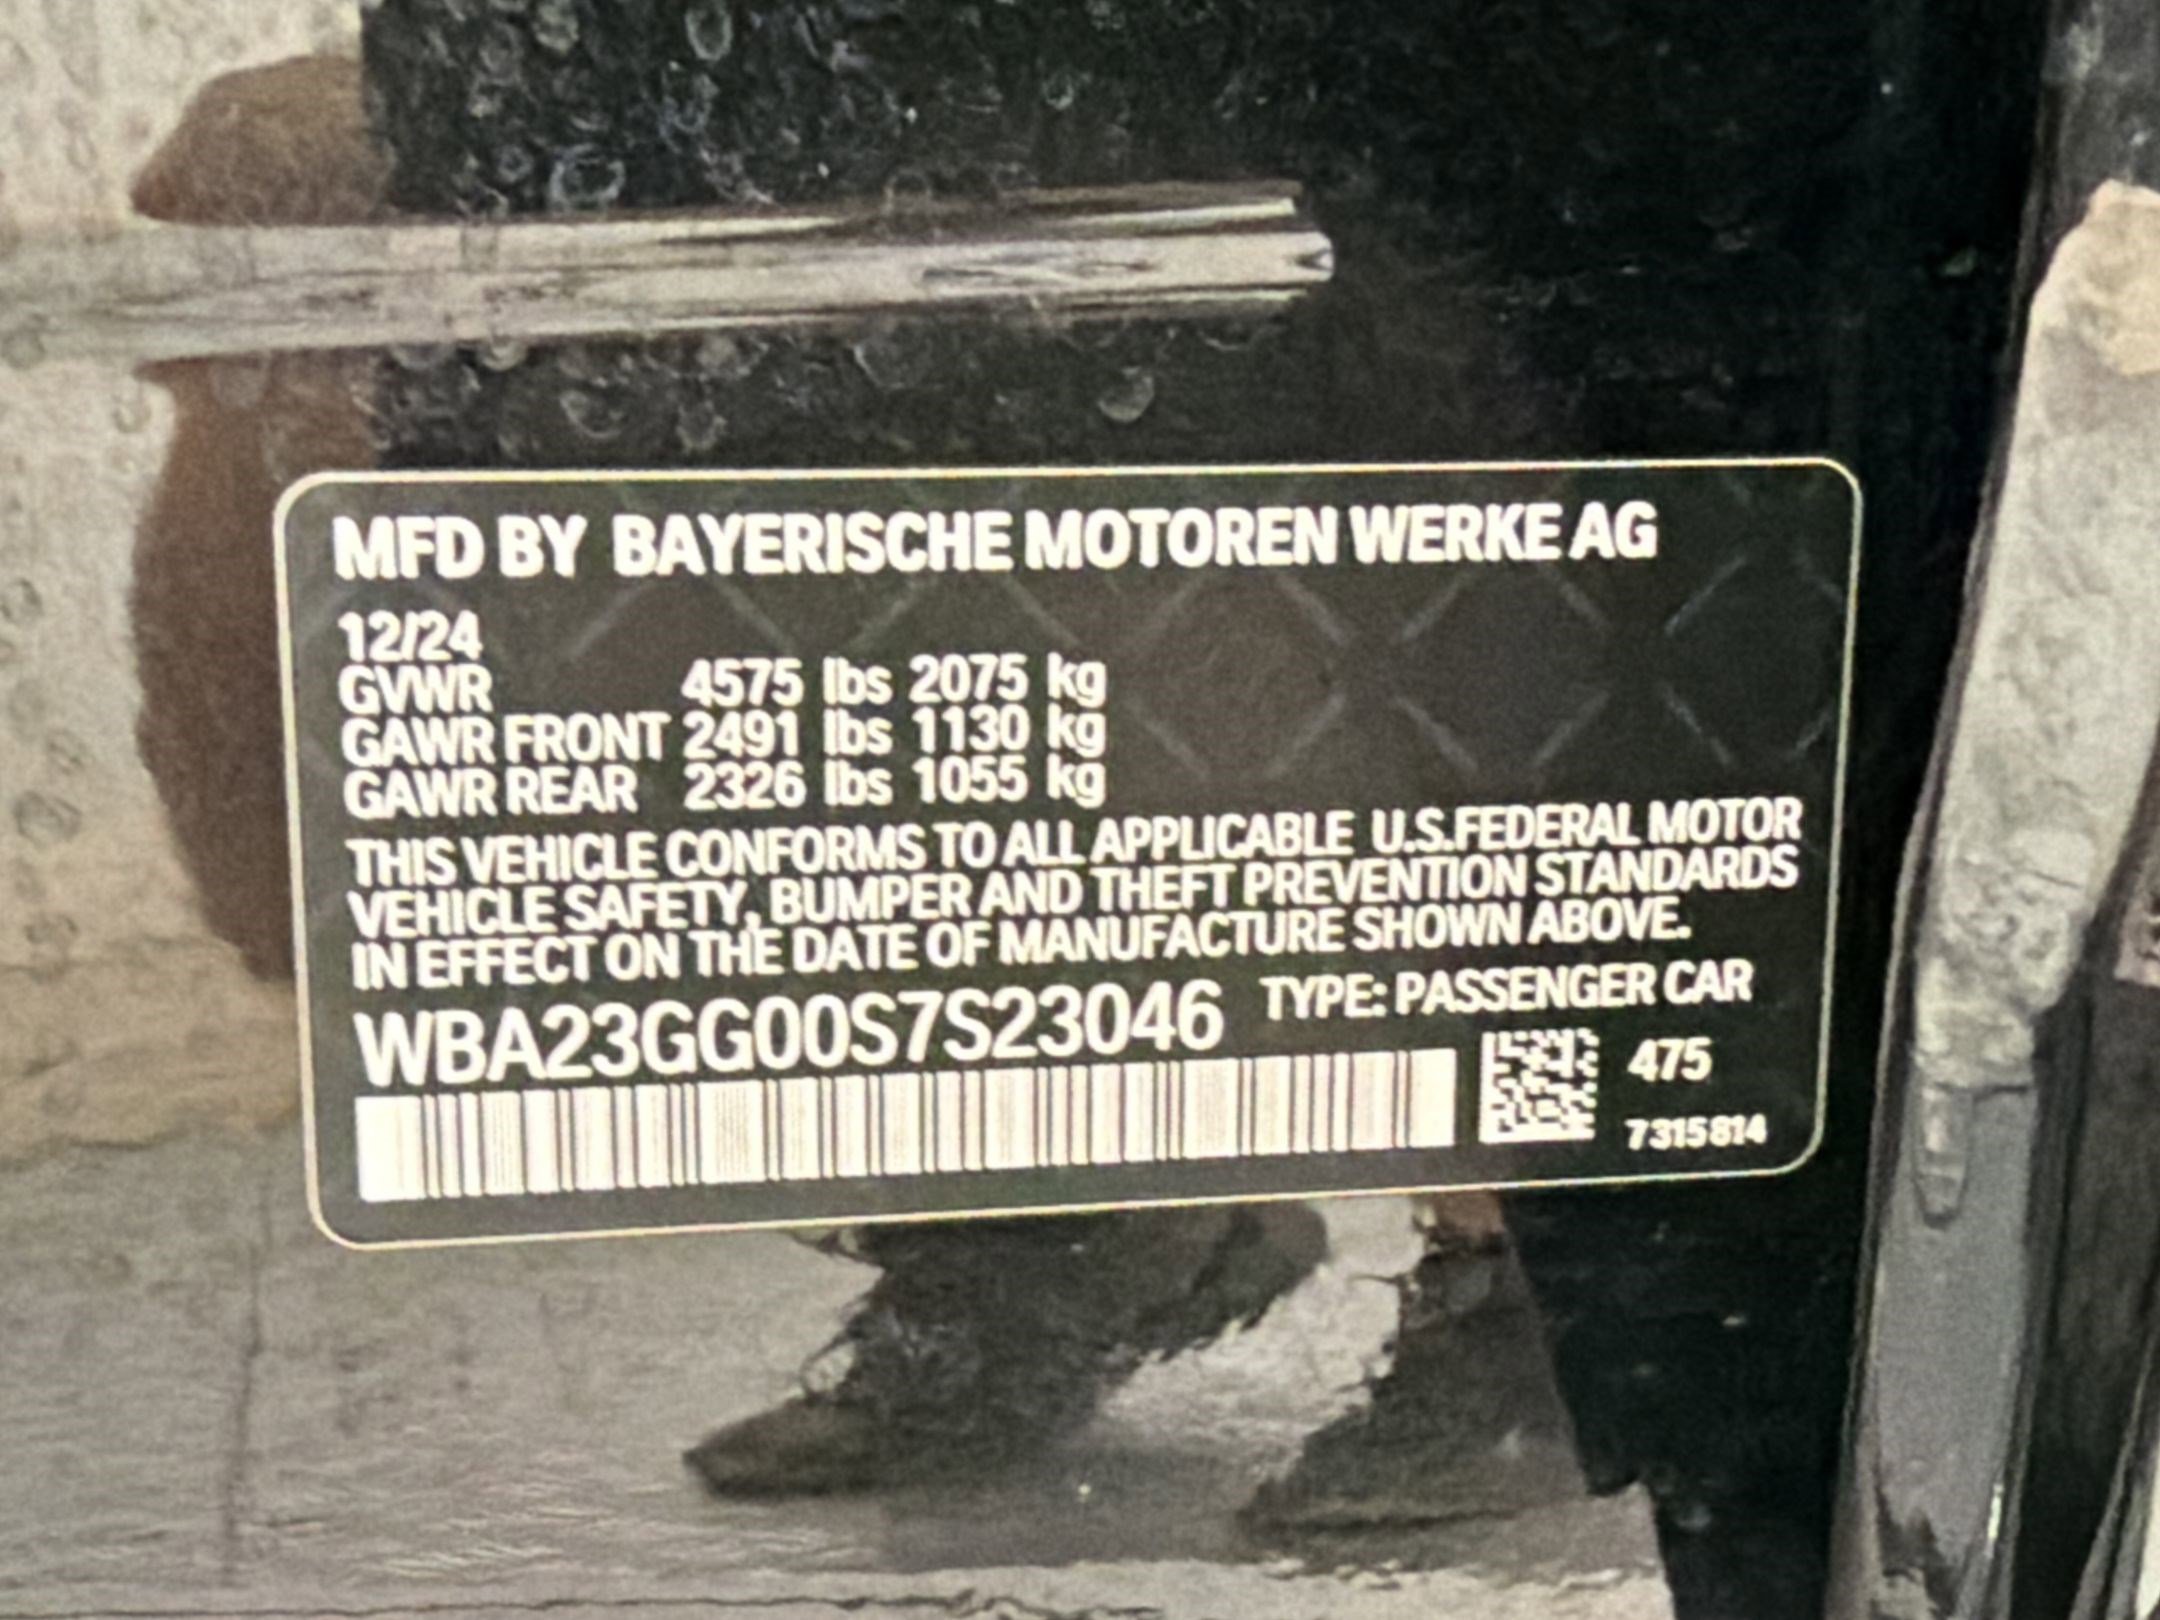 MFD BY BAYERISCHE MOTOREN WERKE AG
12/24
GVWR 4575 lbs 2075 kg
GAWR FRONT 2491 lbs 1130 kg
GAWR REAR 2326 lbs 1055 kg
THIS VEHICLE CONFORMS TO ALL APPLICABLE U.S.FEDERAL MOTOR
VEHICLE SAFETY, BUMPER AND THEFT PREVENTION STANDARDS
IN EFFECT ON THE DATE OF MANUFACTURE SHOWN ABOVE.
WBA23GG00S7S23046 TYPE: PASSENGER CAR
475
7315814